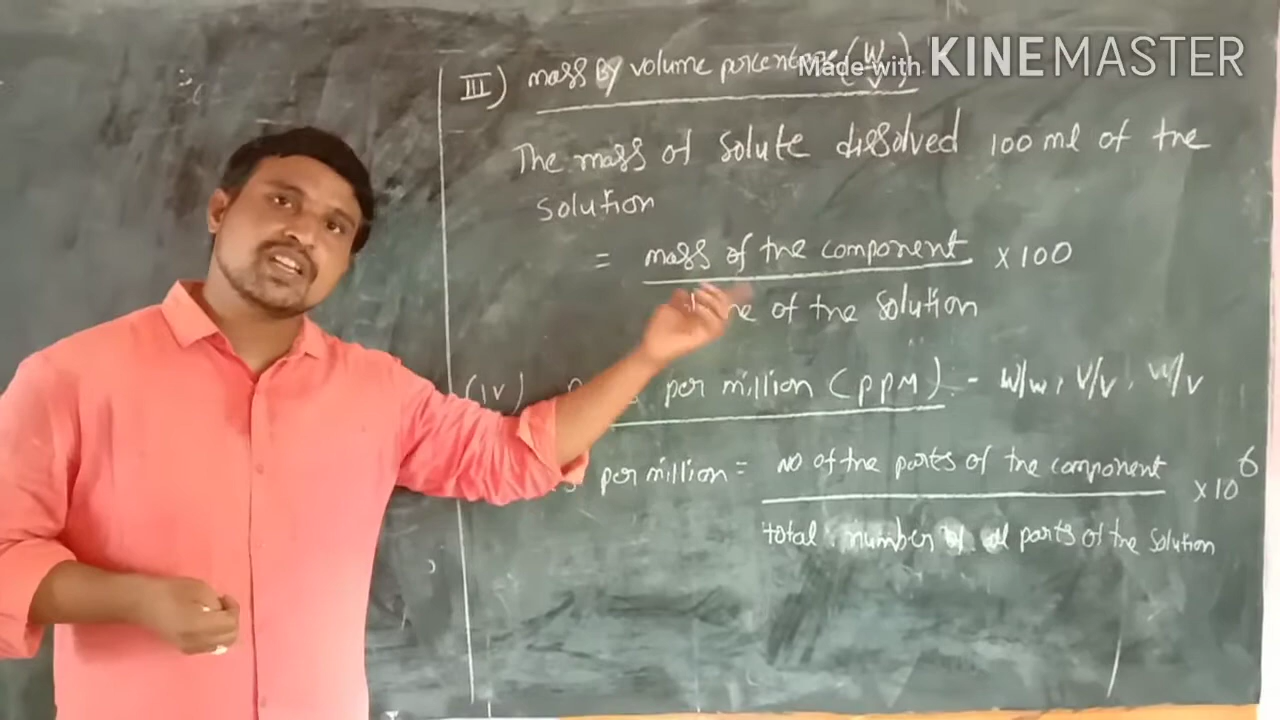 Made with KINEMASTER
III) mass By volume percentage (W/V)
The mass of solute dissolved 100 ml of the
solution
= mass of the component × 100
of the solution
(IV) per million (PPM) - W/W, V/V, W/V
per million = no of the parts of the component × 10⁶
total number of all parts of the solution